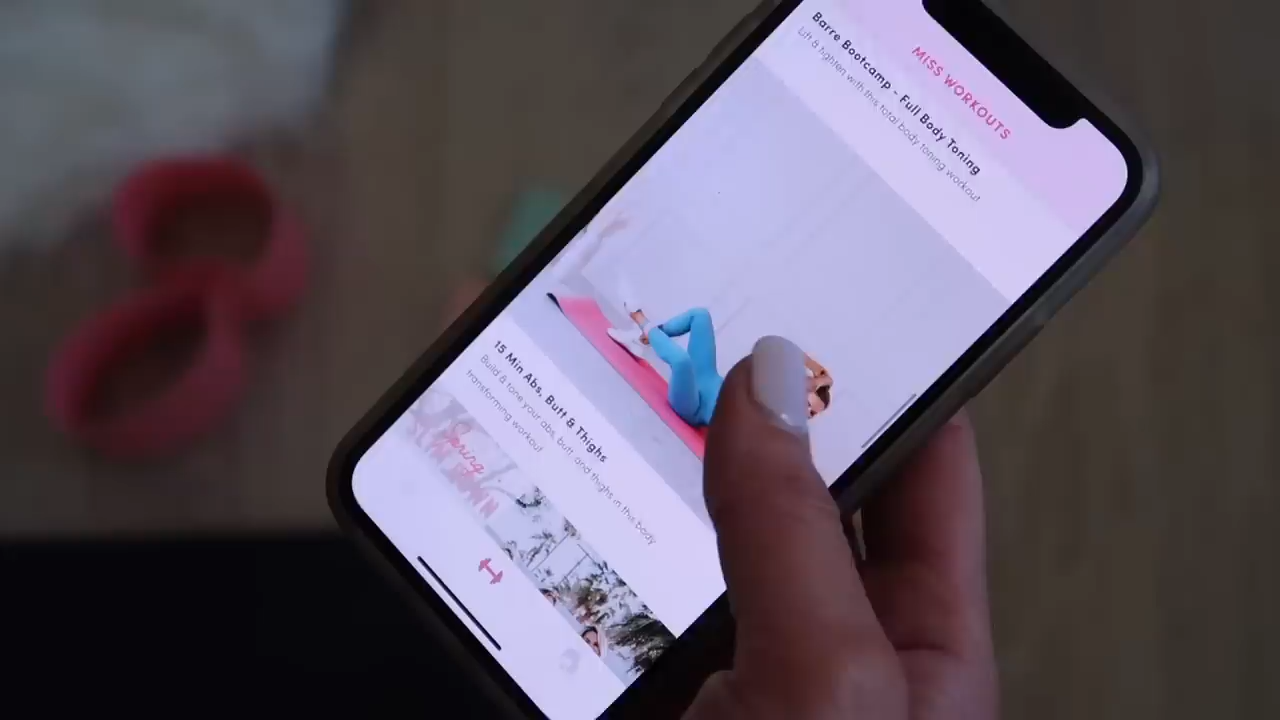 MISS WORKOUTS
Barre Bootcamp - Full Body Toning
Lift & tighten with this total body toning workout
15 Min Abs, Butt & Thighs
Build & tone your abs, butt, and thighs in this body
transforming workout
Spring